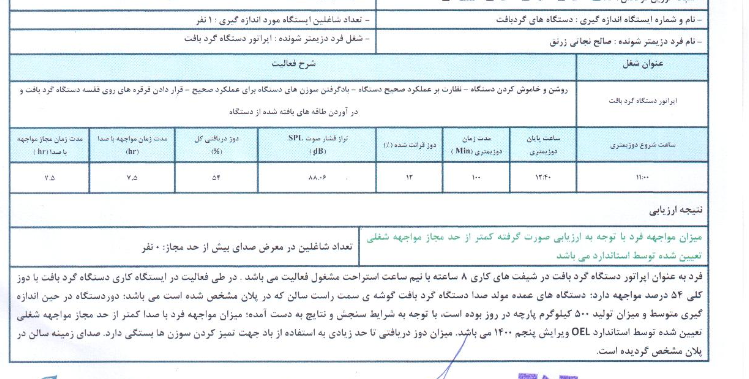 - نام و شماره ایستگاه اندازه گیری : دستگاه های گردبافت
- تعداد شاغلین ایستگاه مورد اندازه گیری : ۱ نفر
- نام فرد دزیمتر شونده : صالح نجاتی زرنق
- شغل فرد دزیمتر شونده : اپراتور دستگاه گرد بافت
عنوان شغل
شرح فعالیت
اپراتور دستگاه گرد بافت
روشن و خاموش کردن دستگاه - نظارت بر عملکرد صحیح دستگاه - بادگرفتن سوزن های دستگاه برای عملکرد صحیح - قرار دادن قرقره های روی قفسه دستگاه گرد بافت و
در آوردن طاقه های بافته شده از دستگاه
ساعت شروع دوزیمتری
ساعت پایان
دوزیمتری
مدت زمان
دوزیمتری (Min)
دوز قرائت شده (٪)
تراز فشار صوت SPL
(dB)
دوز دریافتی کل
(%)
مدت زمان مواجهه با صدا
(hr)
مدت زمان مجاز مواجهه
با صدا (hr)
۱۱:۰۰
۱۲:۴۰
۱۰۰
۱۲
۸۸.۰۶
۵۴
۷.۵
نتیجه ارزیابی
میزان مواجهه فرد با توجه به ارزیابی صورت گرفته کمتر از حد مجاز مواجهه شغلی
تعیین شده توسط استاندارد می باشد
تعداد شاغلین در معرض صدای بیش از حد مجاز: ۰ نفر
فرد به عنوان اپراتور دستگاه گرد بافت در شیفت های کاری ۸ ساعته با نیم ساعت استراحت مشغول فعالیت می باشد . در طی فعالیت در ایستگاه کاری دستگاه گرد بافت با دوز
کلی ۵۴ درصد مواجهه دارد: دستگاه های عمده مولد صدا دستگاه گرد بافت گوشه ی سمت راست سالن که در پلان مشخص شده است می باشد: دوردستگاه در حین اندازه
گیری متوسط و میزان تولید ۵۰۰ کیلوگرم پارچه در روز بوده است، با توجه به شرایط سنجش و نتایج به دست آمده؛ میزان مواجهه فرد با صدا کمتر از حد مجاز مواجهه شغلی
تعیین شده توسط استاندارد OEL ویرایش پنجم ۱۴۰۰ می باشد. میزان دوز دریافتی تا حد زیادی به استفاده از باد جهت تمیز کردن سوزن ها بستگی دارد. صدای زمینه سالن در
پلان مشخص گردیده است.